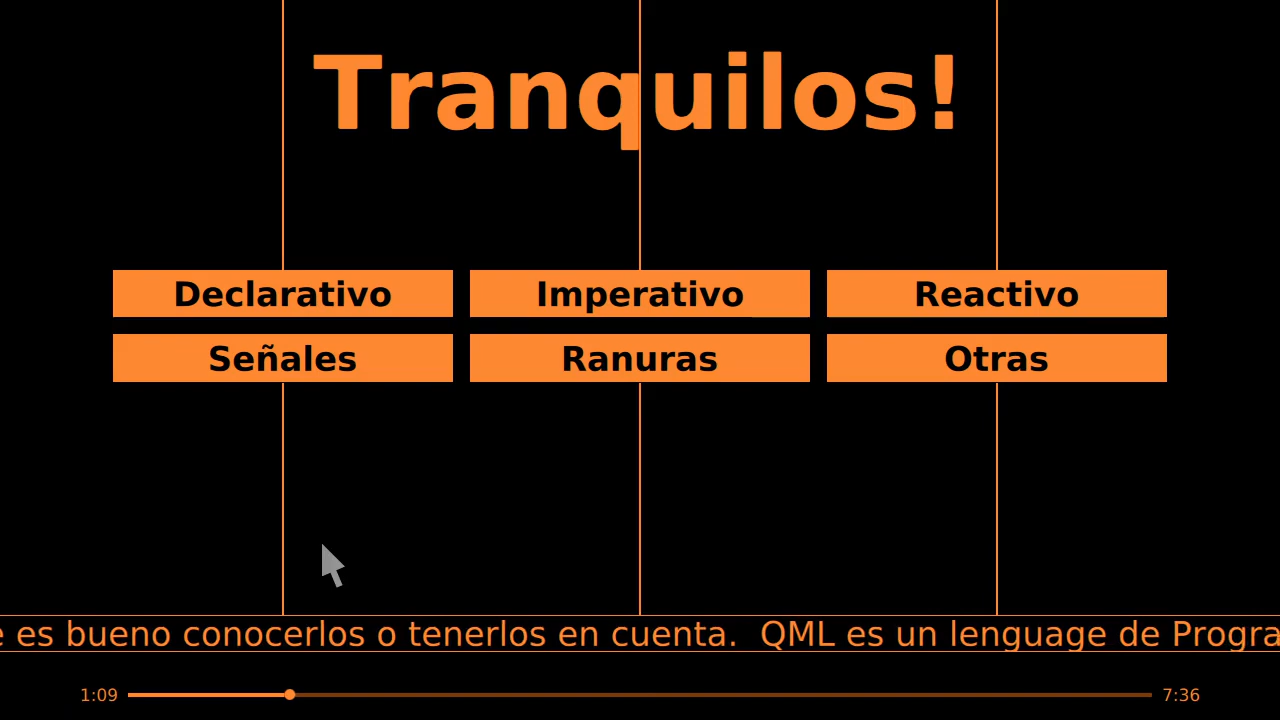 Tranquilos!
Declarativo Imperativo Reactivo
Señales Ranuras Otras
es bueno conocerlos o tenerlos en cuenta. QML es un lenguage de Progra
1:09 7:36